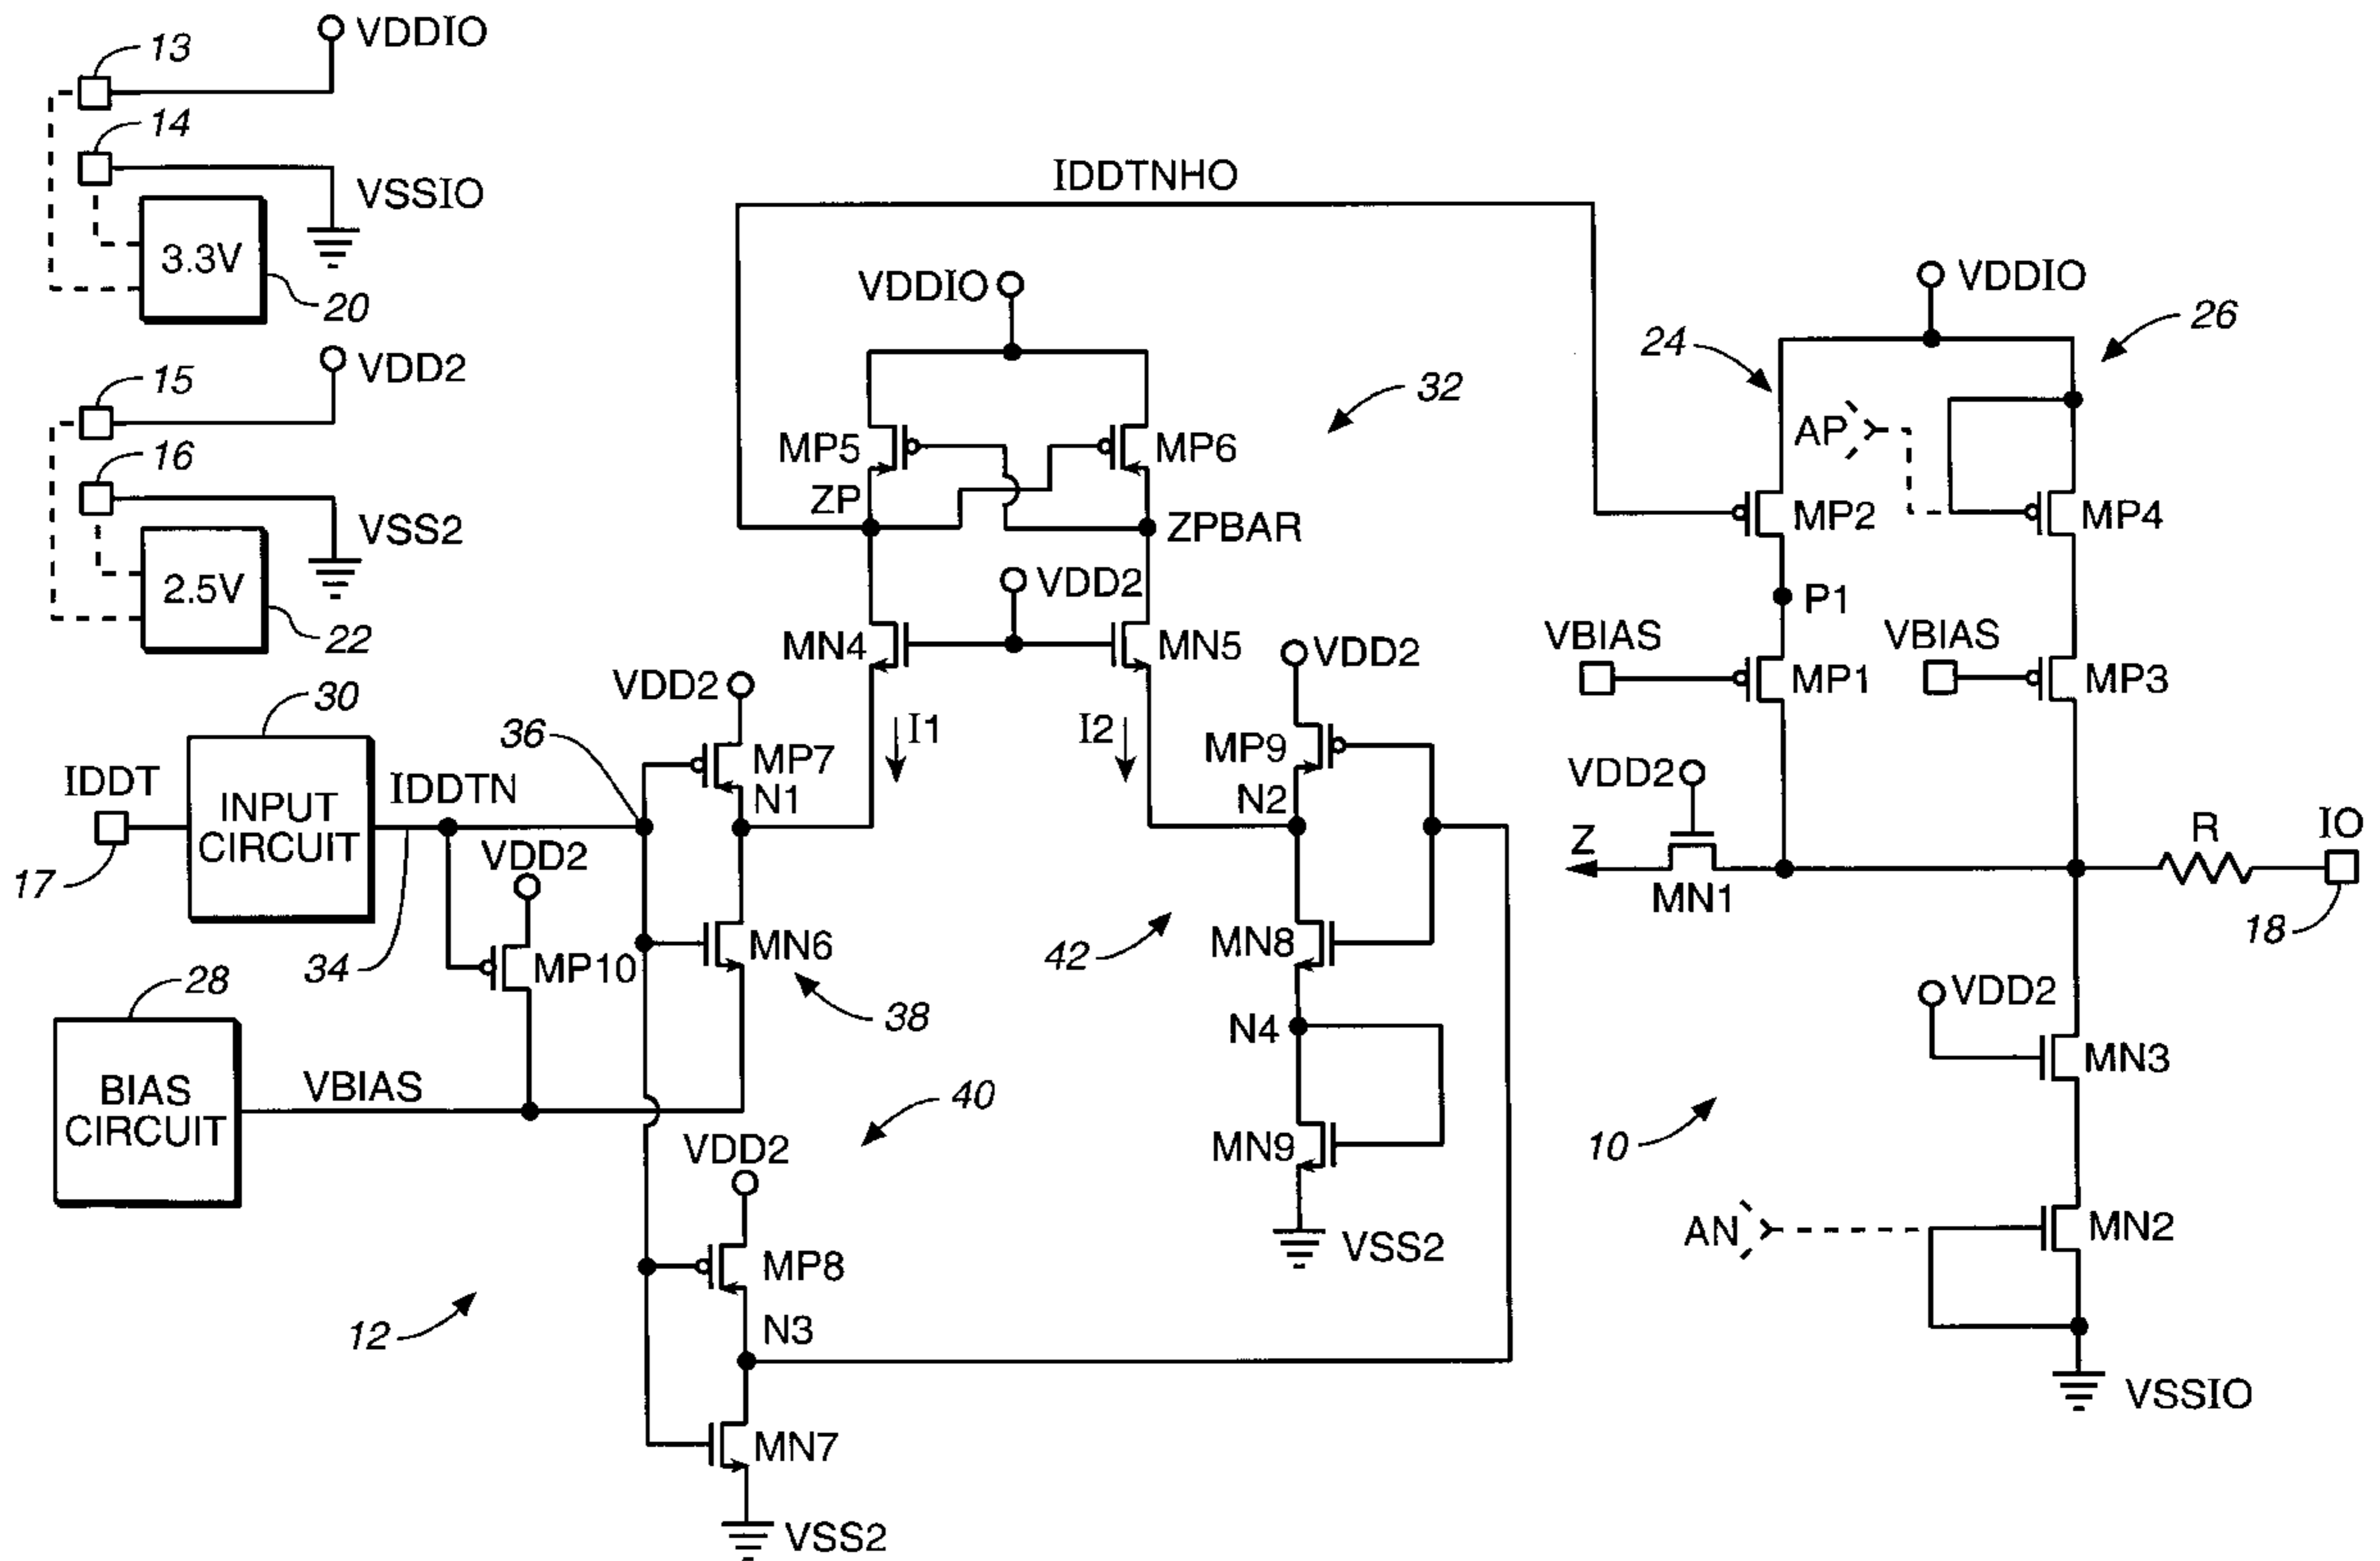 13
VDDIO
14
VSSIO
3.3V
20
15
VDD2
16
VSS2
2.5V
22
IDDTNHO
VDDIO
32
MP5
MP6
ZP
ZPBAR
VDD2
MN4
MN5
I1
I2
VDDIO
24
26
AP
MP2
MP4
P1
VBIAS
VBIAS
MP1
MP3
30
IDDT
INPUT
CIRCUIT
17
IDDTN
34
36
VDD2
MP7
N1
VDD2
MP10
MN6
38
28
BIAS
CIRCUIT
VBIAS
40
VDD2
MP8
N3
12
MN7
VSS2
VDD2
MP9
N2
42
MN8
N4
MN9
VSS2
VDD2
Z
MN1
R
IO
18
VDD2
MN3
10
AN
MN2
VSSIO